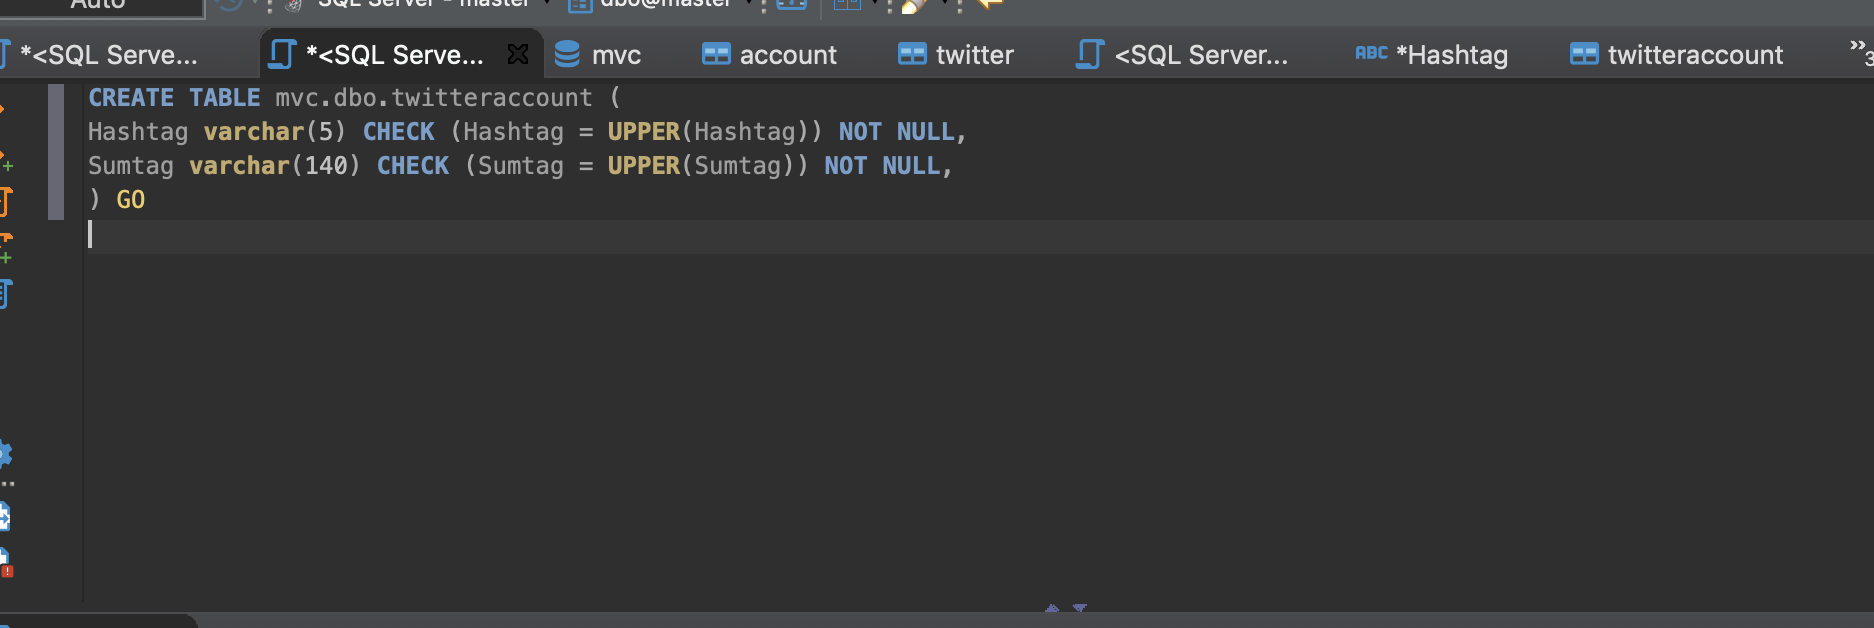 Auto SQL Server - master dbo@master
*<SQL Serve... *<SQL Serve... mvc account twitter <SQL Server... ABC *Hashtag twitteraccount »3
CREATE TABLE mvc.dbo.twitteraccount (
Hashtag varchar(5) CHECK (Hashtag = UPPER(Hashtag)) NOT NULL,
Sumtag varchar(140) CHECK (Sumtag = UPPER(Sumtag)) NOT NULL,
) GO